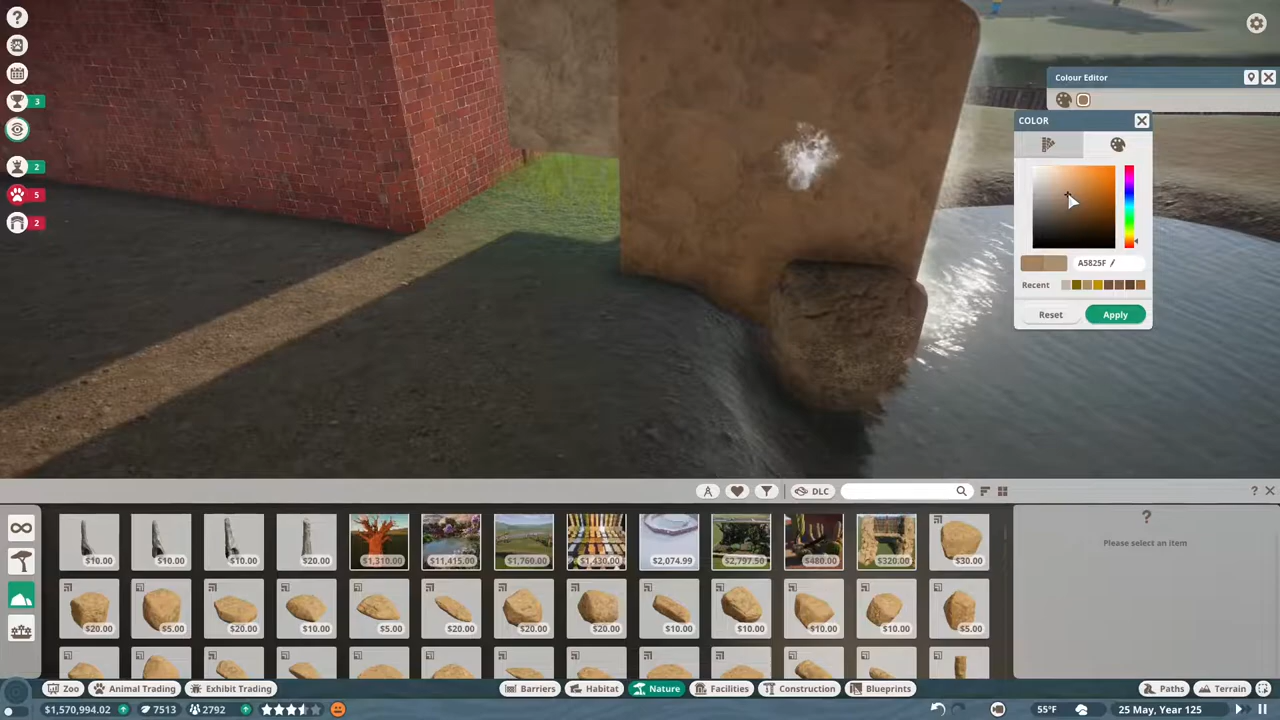 ?
Colour Editor
3
COLOR
2
5
2
A5825F /
Recent
Reset
Apply
DLC
?
?
Please select an item
$10.00
$10.00
$10.00
$20.00
$1,310.00
$11,415.00
$1,760.00
$1,430.00
$2,074.99
$2,797.50
$480.00
$320.00
$30.00
$20.00
$5.00
$20.00
$10.00
$5.00
$20.00
$20.00
$20.00
$10.00
$10.00
$10.00
$10.00
$5.00
Zoo
Animal Trading
Exhibit Trading
Barriers
Habitat
Nature
Facilities
Construction
Blueprints
Paths
Terrain
$1,570,994.02
7513
2792
55°F
25 May, Year 125